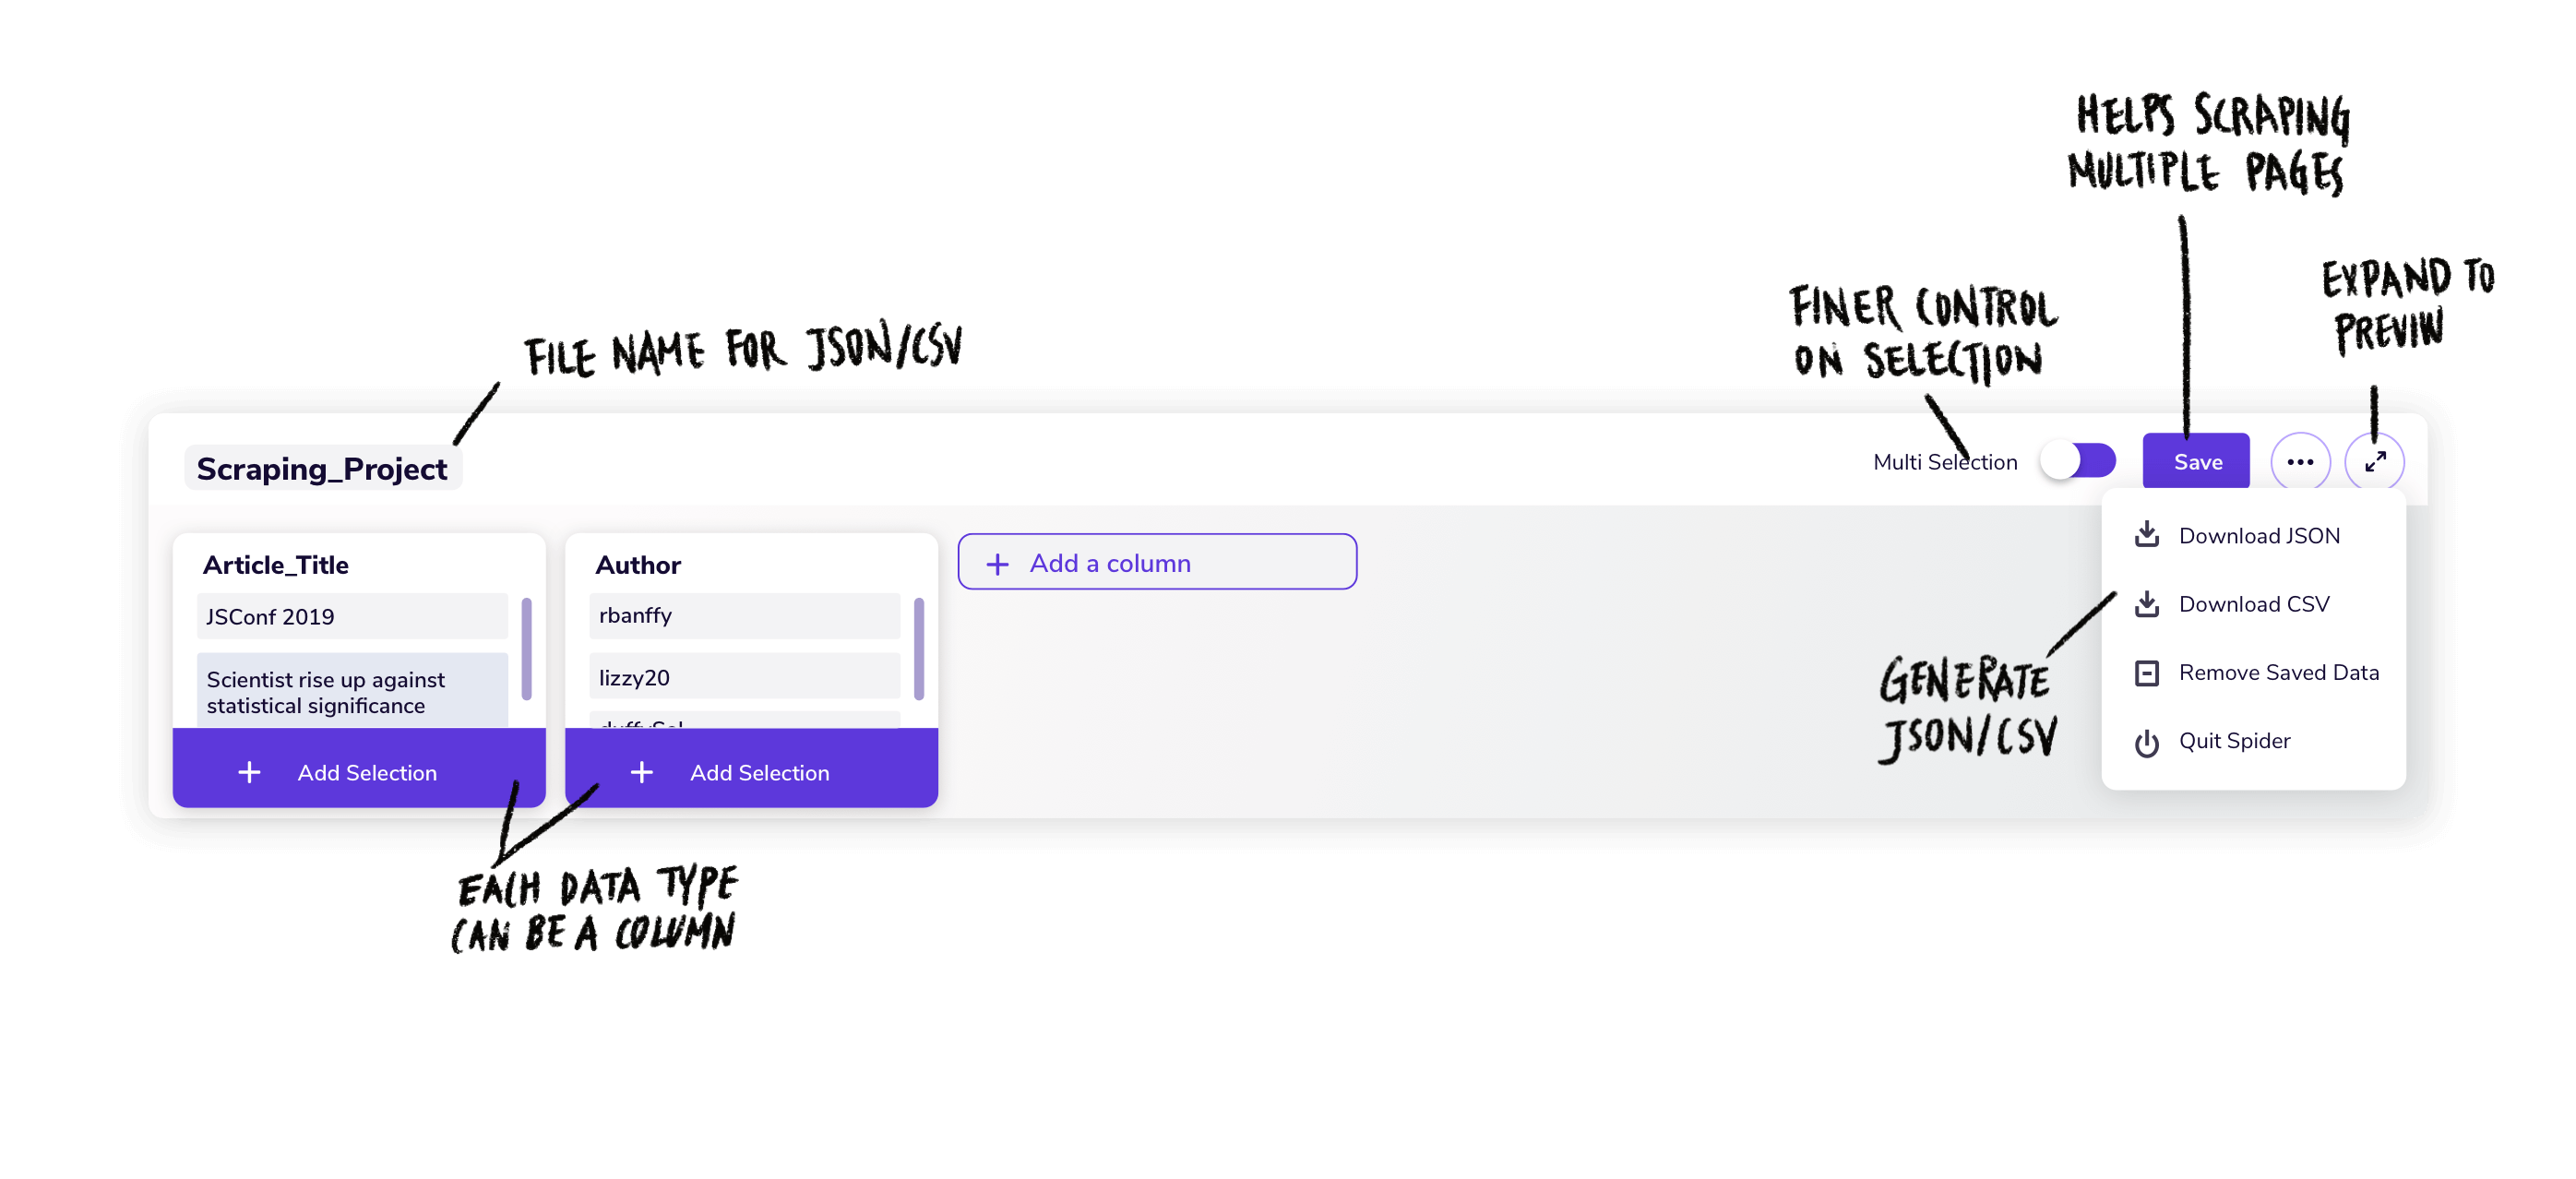 HELPS SCRAPING
MULTIPLE PAGES
EXPAND TO
PREVIW
FINER CONTROL
ON SELECTION
FILE NAME FOR JSON/CSV
Scraping_Project
Multi Selection
Save
Article_Title
JSConf 2019
Scientist rise up against
statistical significance
+ Add Selection
Author
rbanffy
lizzy20
+ Add Selection
+ Add a column
Download JSON
Download CSV
Remove Saved Data
Quit Spider
GENERATE
JSON/CSV
EACH DATA TYPE
CAN BE A COLUMN